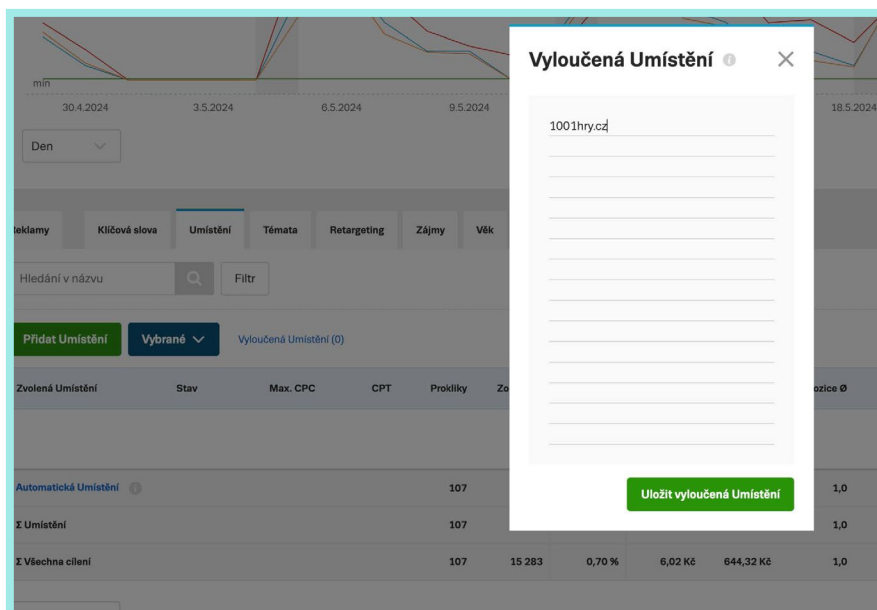 Vyloučená Umístění
min
30.4.2024 3.5.2024 6.5.2024 9.5.2024 18.5.2024
1001hry.cz
Den
Klíčová slova Umístění Témata Retargeting Zájmy Věk
Hledání v názvu Filtr
Přidat Umístění Vybrané Vyloučená Umístění (0)
Zvolená Umístění Stav Max. CPC CPT Prokliky Ø
Automatická Umístění 107 1,0
Uložit vyloučená Umístění
Σ Umístění 107 1,0
Σ Všechna cílení 107 15 283 0,70 % 6,02 Kč 644,32 Kč 1,0